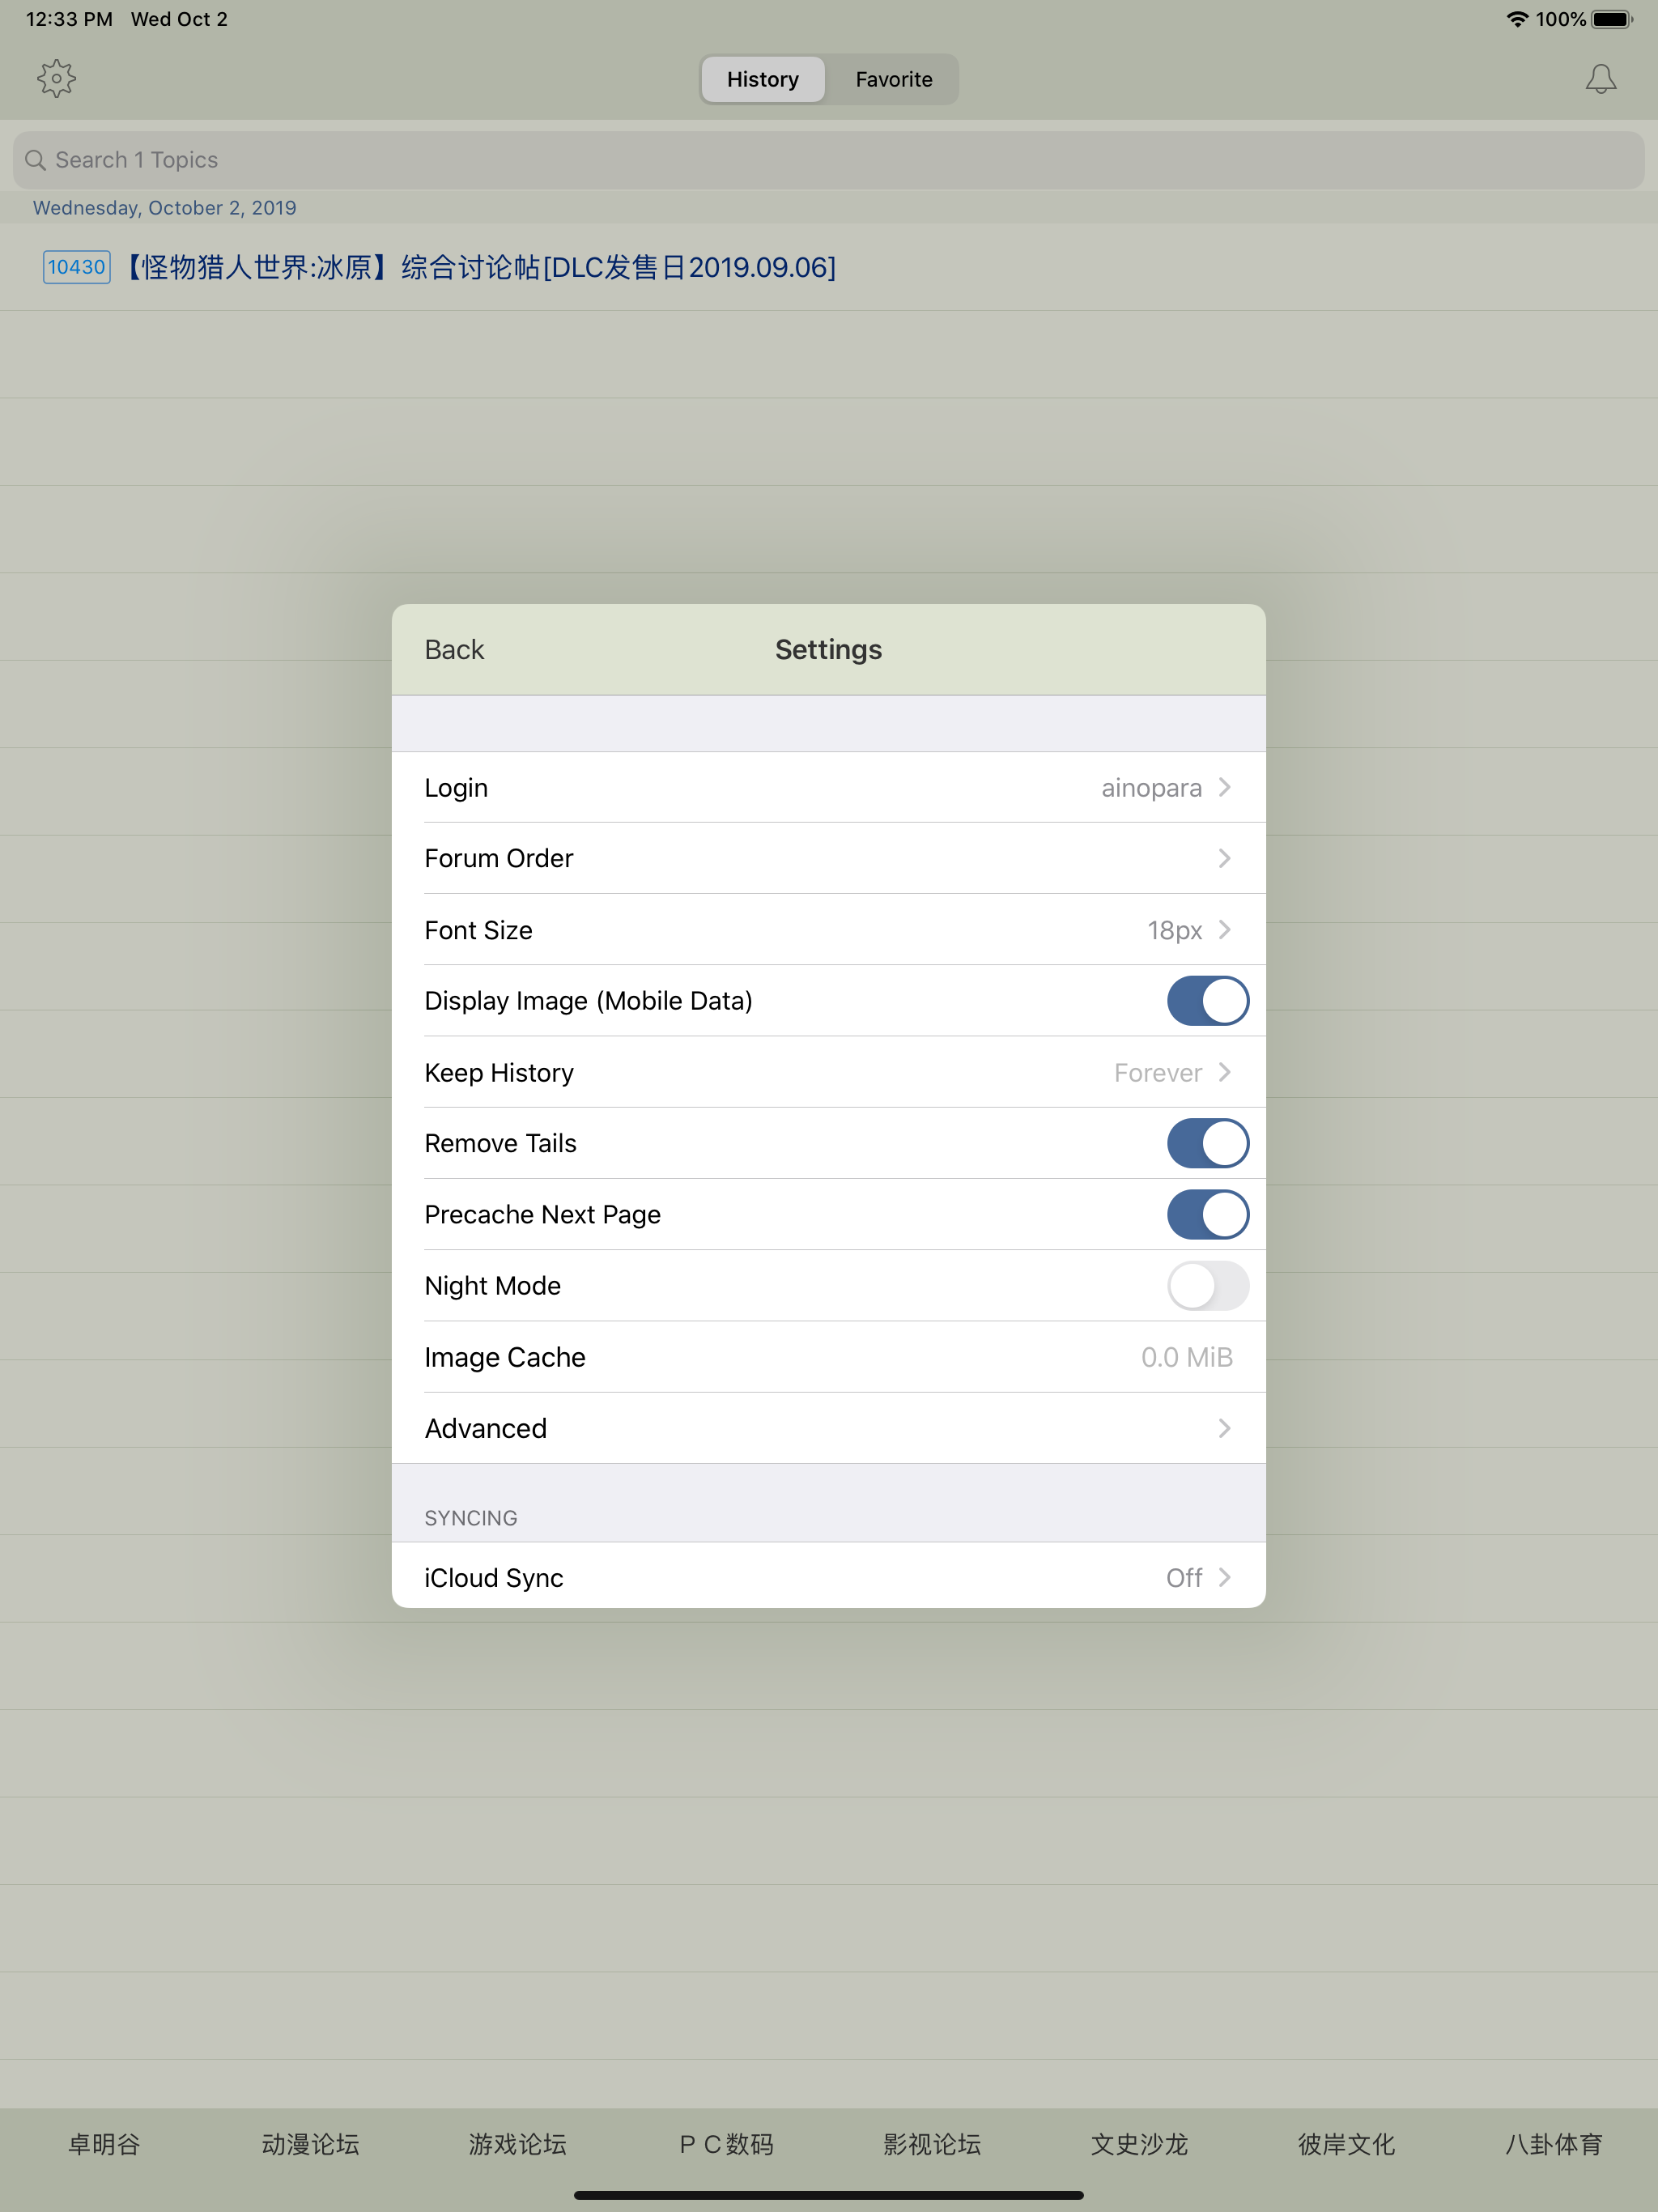 12:33 PM Wed Oct 2 100%
History Favorite
Search 1 Topics
Wednesday, October 2, 2019
10430 【怪物猎人世界:冰原】综合讨论帖[DLC发售日2019.09.06]
Back Settings
Login ainopara
Forum Order
Font Size 18px
Display Image (Mobile Data)
Keep History Forever
Remove Tails
Precache Next Page
Night Mode
Image Cache 0.0 MiB
Advanced
SYNCING
iCloud Sync Off
卓明谷 动漫论坛 游戏论坛 ＰＣ数码 影视论坛 文史沙龙 彼岸文化 八卦体育